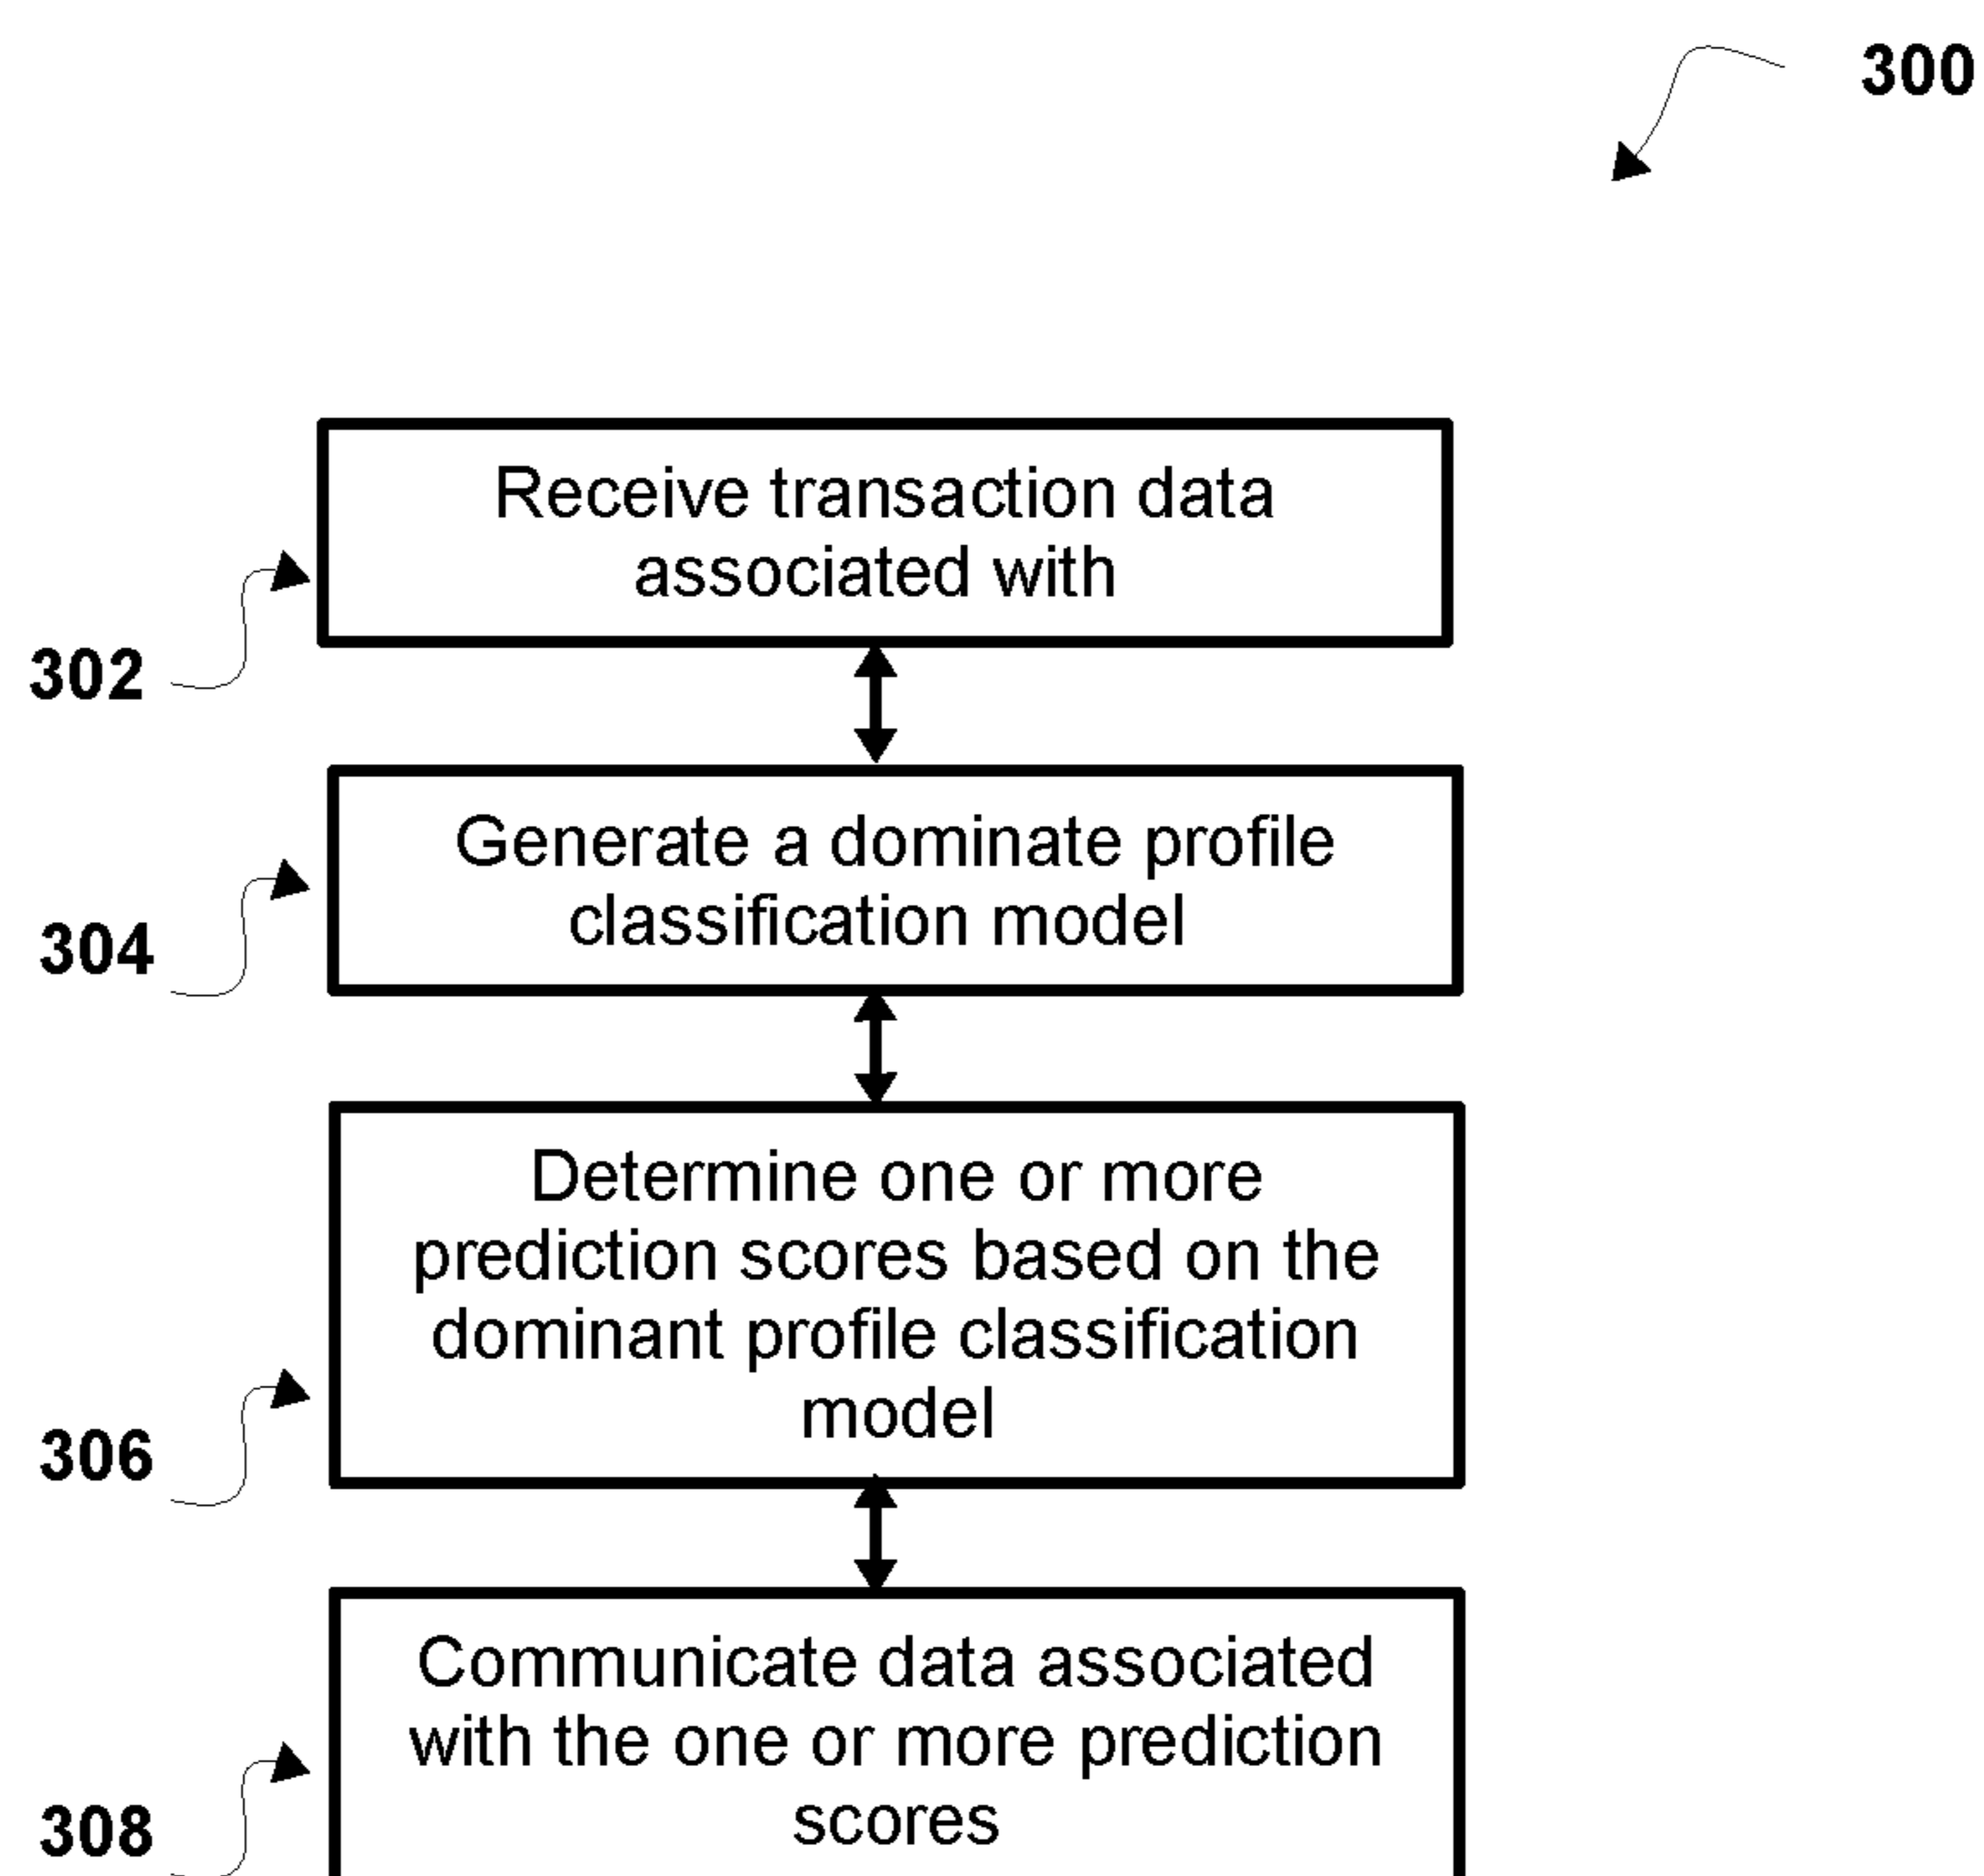 300
Receive transaction data
associated with
302
Generate a dominate profile
classification model
304
Determine one or more
prediction scores based on the
dominant profile classification
model
306
Communicate data associated
with the one or more prediction
scores
308